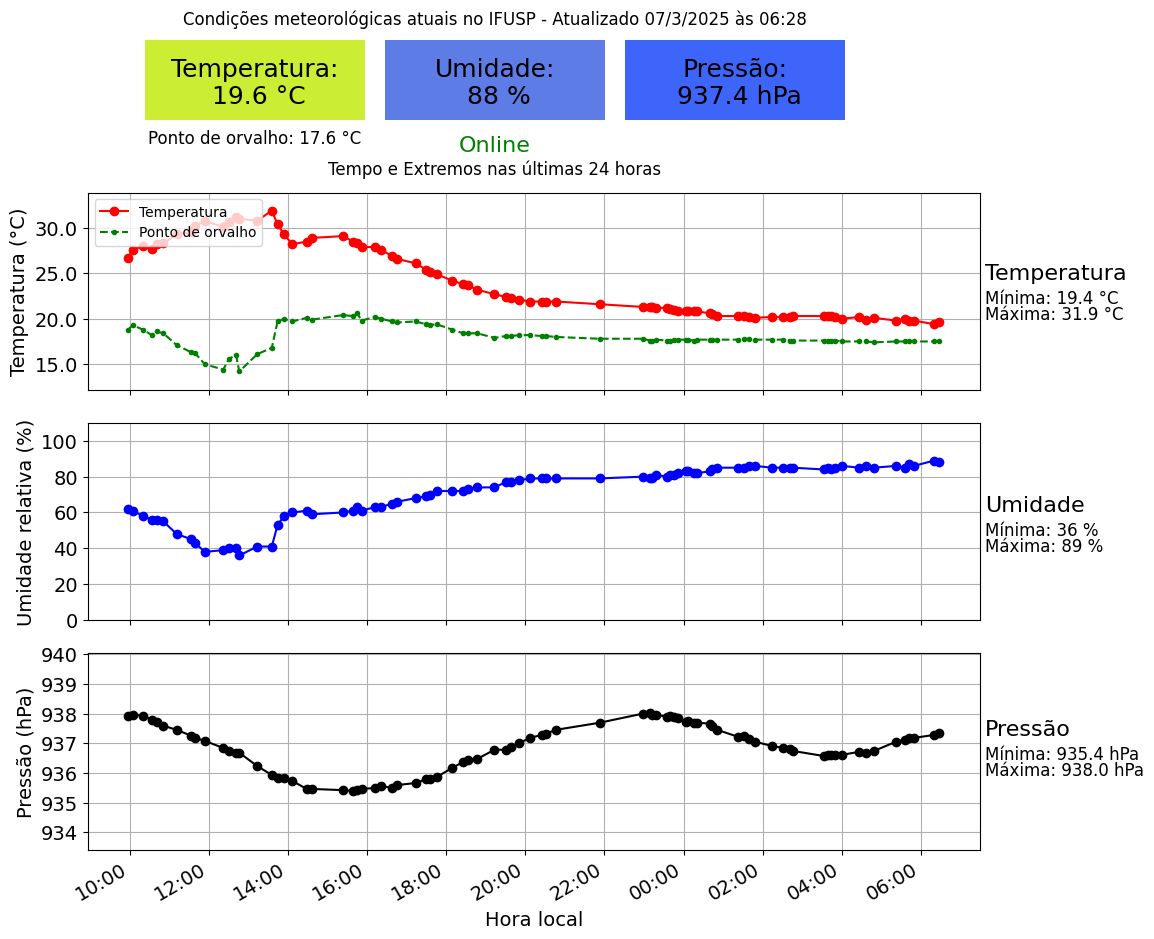 Condições meteorológicas atuais no IFUSP - Atualizado 07/3/2025 às 06:28
Temperatura:
19.6 °C
Umidade:
88 %
Pressão:
937.4 hPa
Ponto de orvalho: 17.6 °C
Online
Tempo e Extremos nas últimas 24 horas
Temperatura (°C)
30.0
25.0
20.0
15.0
Temperatura
Ponto de orvalho
Temperatura
Mínima: 19.4 °C
Máxima: 31.9 °C
Umidade relativa (%)
100
80
60
40
20
0
Umidade
Mínima: 36 %
Máxima: 89 %
Pressão (hPa)
940
939
938
937
936
935
934
Pressão
Mínima: 935.4 hPa
Máxima: 938.0 hPa
10:00
12:00
14:00
16:00
18:00
20:00
22:00
00:00
02:00
04:00
06:00
Hora local